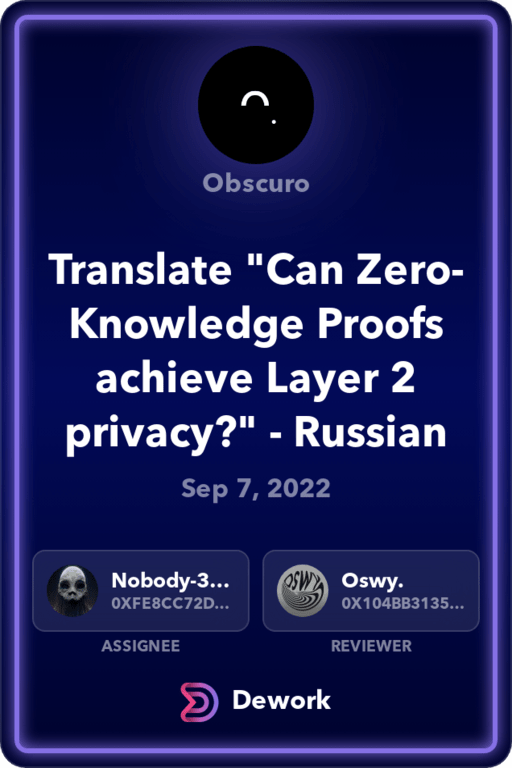 Obscuro
Translate "Can Zero-
Knowledge Proofs
achieve Layer 2
privacy?" - Russian
Sep 7, 2022
Nobody-3...
0XFE8CC72D...
Oswy.
0X104BB3135...
OSWY
ASSIGNEE
REVIEWER
Dework